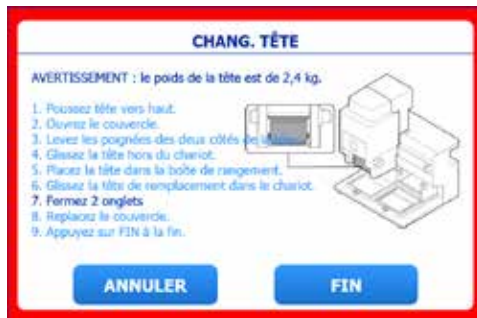 CHANG. TÊTE
AVERTISSEMENT : le poids de la tête est de 2,4 kg.
1. Poussez tête vers haut.
2. Ouvrez le couvercle.
3. Levez les poignées des deux côtés de
4. Glissez la tête hors du chariot.
5. Placez la tête dans la boîte de rangement.
6. Glissez la tête de remplacement dans le chariot.
7. Fermez 2 onglets
8. Replacez le couvercle.
9. Appuyez sur FIN à la fin.
ANNULER
FIN